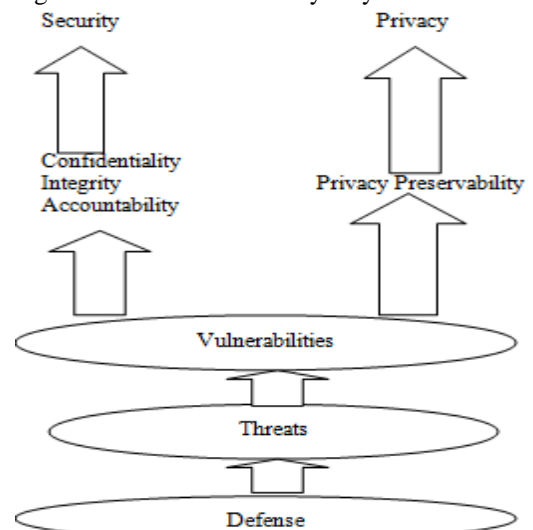 Security Privacy
Confidentiality
Integrity
Accountability
Privacy Preservability
Vulnerabilities
Threats
Defense